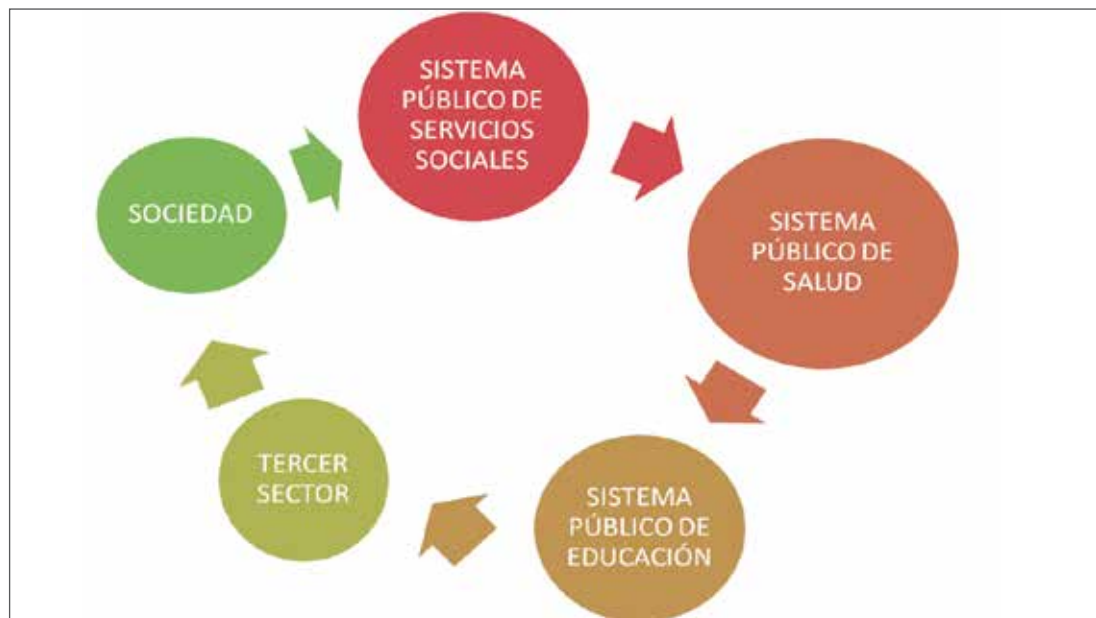 SISTEMA
PÚBLICO DE
SERVICIOS
SOCIALES
SISTEMA
PÚBLICO DE
SALUD
SISTEMA
PÚBLICO DE
EDUCACIÓN
TERCER
SECTOR
SOCIEDAD